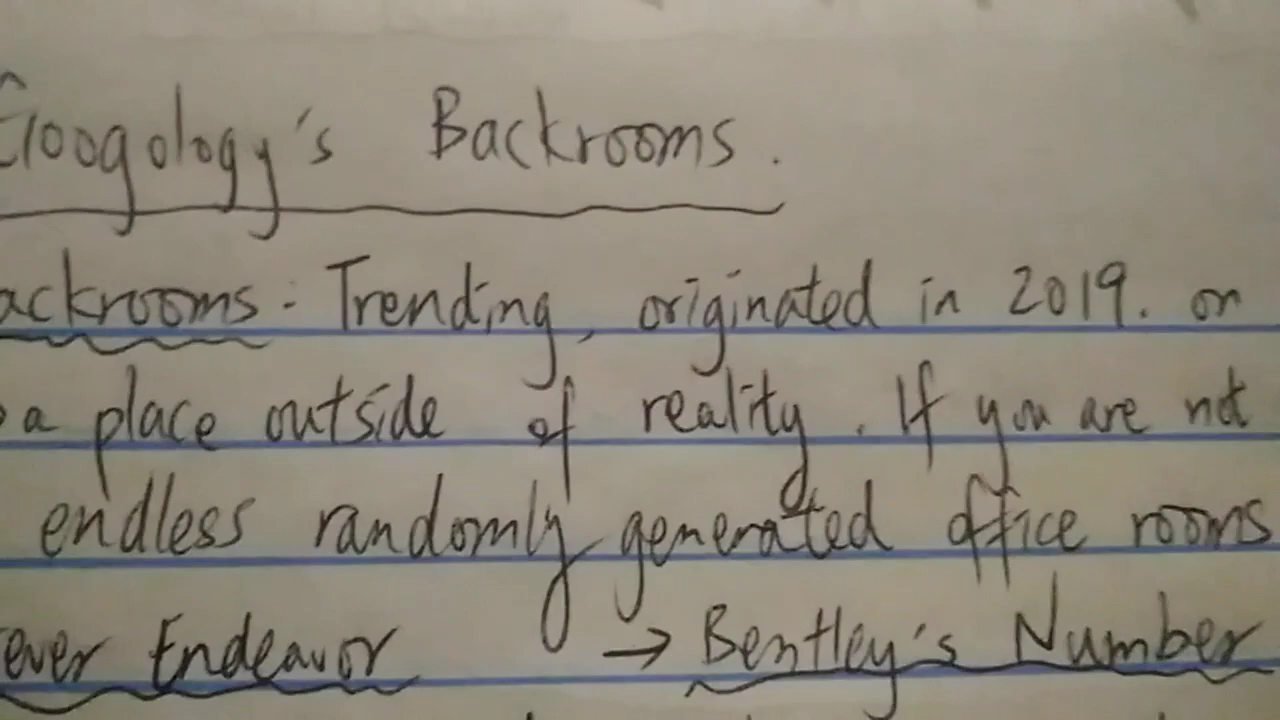 Googology's Backrooms.
ackrooms: Trending, originated in 2019. on
a place outside of reality. If you are not
endless randomly generated office rooms
ever Endeavor → Bentley's Number